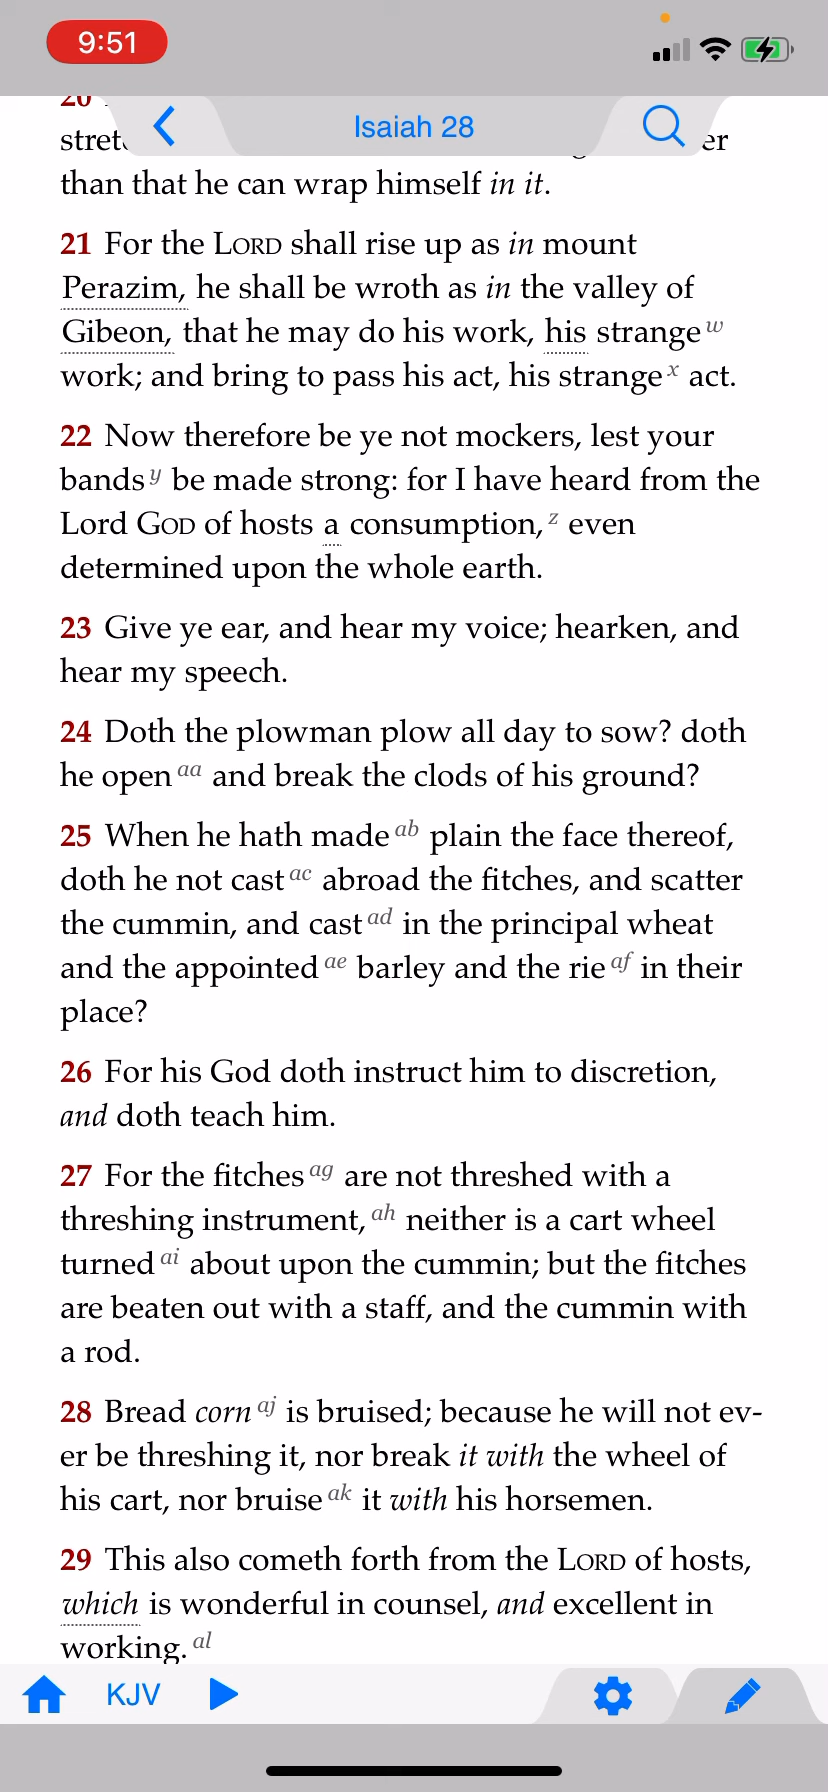 9:51
20
Isaiah 28
than that he can wrap himself in it.
21 For the LORD shall rise up as in mount
Perazim, he shall be wroth as in the valley of
Gibeon, that he may do his work, his strange w
work; and bring to pass his act, his strange x act.
22 Now therefore be ye not mockers, lest your
bands y be made strong: for I have heard from the
Lord GOD of hosts a consumption, z even
determined upon the whole earth.
23 Give ye ear, and hear my voice; hearken, and
hear my speech.
24 Doth the plowman plow all day to sow? doth
he open aa and break the clods of his ground?
25 When he hath made ab plain the face thereof,
doth he not cast ac abroad the fitches, and scatter
the cummin, and cast ad in the principal wheat
and the appointed ae barley and the rie af in their
place?
26 For his God doth instruct him to discretion,
and doth teach him.
27 For the fitches ag are not threshed with a
threshing instrument, ah neither is a cart wheel
turned ai about upon the cummin; but the fitches
are beaten out with a staff, and the cummin with
a rod.
28 Bread corn aj is bruised; because he will not ev-
er be threshing it, nor break it with the wheel of
his cart, nor bruise ak it with his horsemen.
29 This also cometh forth from the LORD of hosts,
which is wonderful in counsel, and excellent in
working. al
KJV